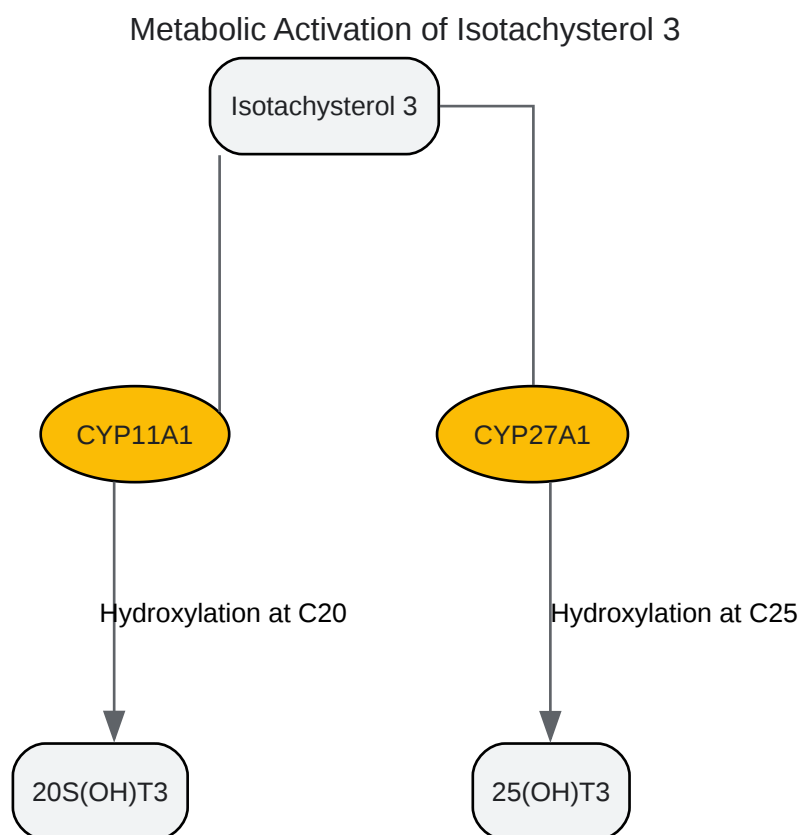 Metabolic Activation of Isotachysterol 3
Isotachysterol 3
CYP11A1
CYP27A1
Hydroxylation at C20
Hydroxylation at C25
20S(OH)T3
25(OH)T3